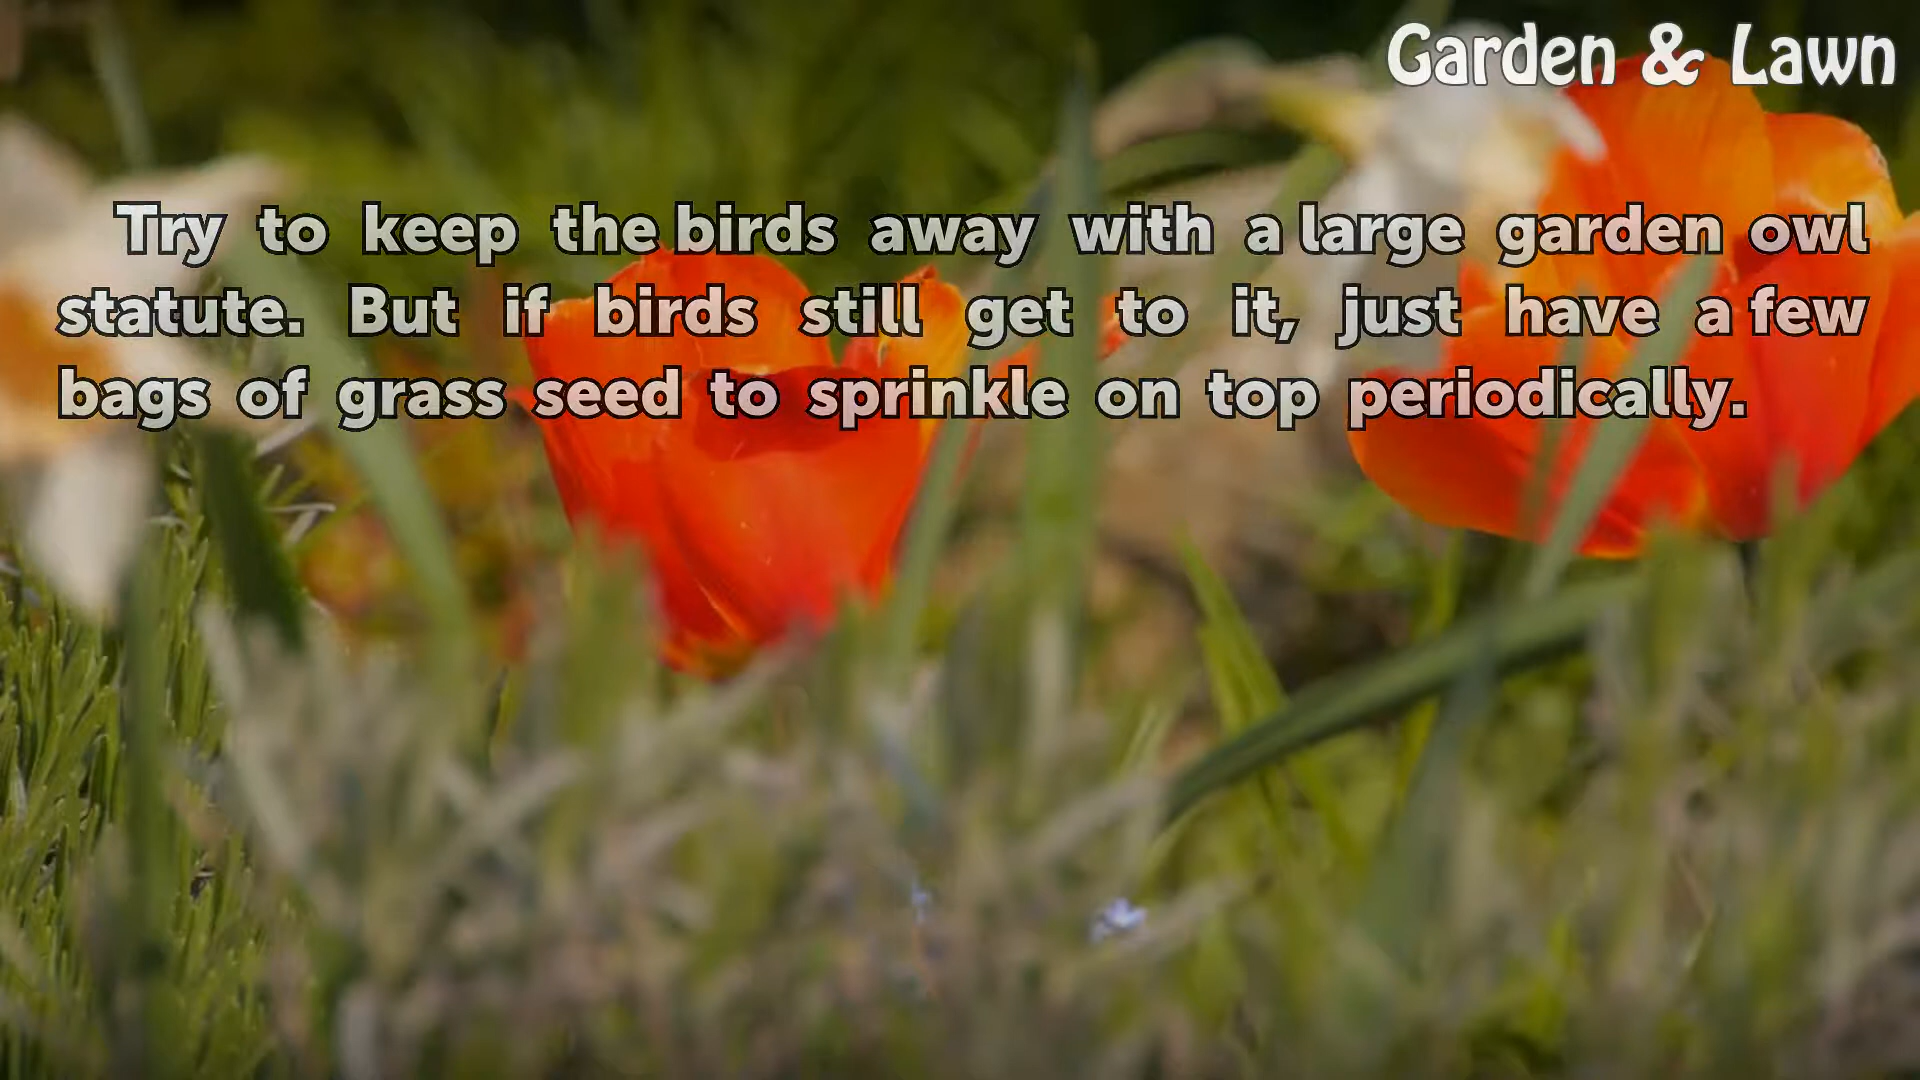 Garden & Lawn
Try to keep the birds away with a large garden owl
statute. But if birds still get to it, just have a few
bags of grass seed to sprinkle on top periodically.